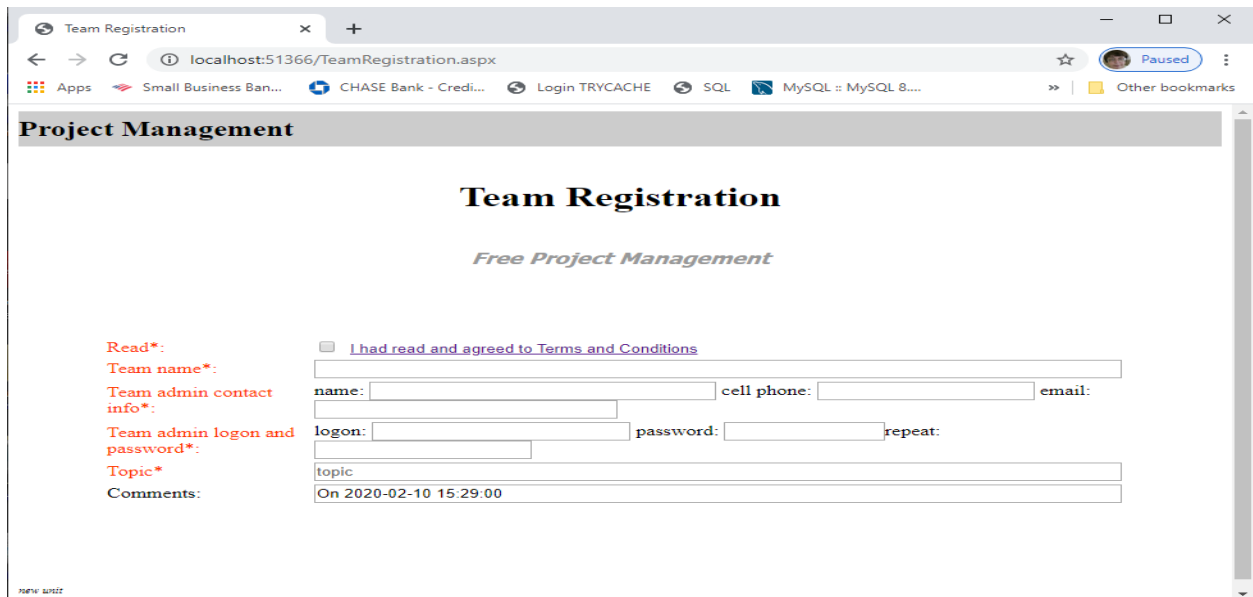 Team Registration
localhost:51366/TeamRegistration.aspx
Paused
Apps
Small Business Ban...
CHASE Bank - Credi...
Login TRYCACHE
SQL
MySQL :: MySQL 8....
»
Other bookmarks
Project Management
Team Registration
Free Project Management
Read*: I had read and agreed to Terms and Conditions
Team name*:
Team admin contact info*: name: cell phone: email:
Team admin logon and password*: logon: password: repeat:
Topic* topic
Comments: On 2020-02-10 15:29:00
new unit